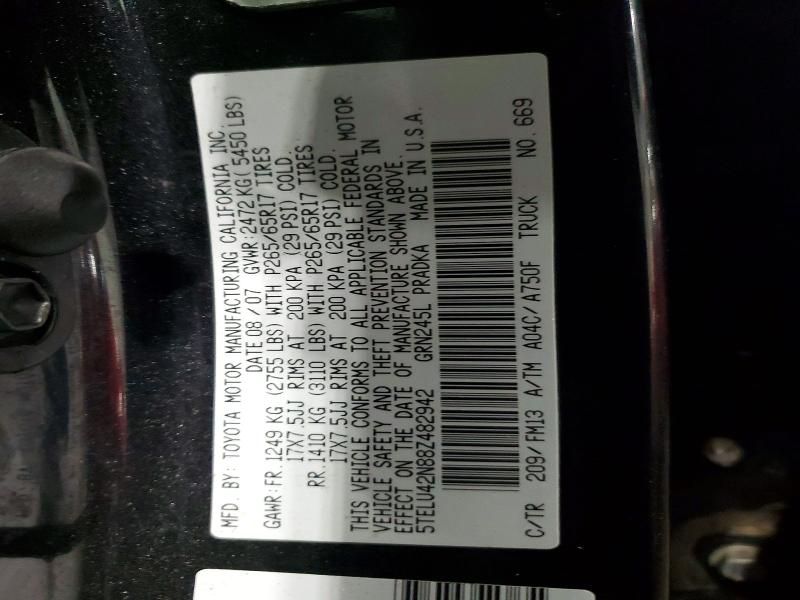 MFD. BY: TOYOTA MOTOR MANUFACTURING CALIFORNIA INC.
DATE 08 / 07 GVWR: 2472 KG( 5450 LBS)
GAWR: FR. 1249 KG (2755 LBS) WITH P265/65R17 TIRES
17X7.5JJ RIMS AT 200 KPA (29 PSI) COLD.
RR. 1410 KG (3110 LBS) WITH P265/65R17 TIRES
17X7.5JJ RIMS AT 200 KPA (29 PSI) COLD.
THIS VEHICLE CONFORMS TO ALL APPLICABLE FEDERAL MOTOR
VEHICLE SAFETY AND THEFT PREVENTION STANDARDS IN
EFFECT ON THE DATE OF MANUFACTURE SHOWN ABOVE.
5TELU42N88Z482942 GRN245L PRADKA MADE IN U.S.A.
C/TR 209/FM13 A/TM A04C/A750F TRUCK NO. 669